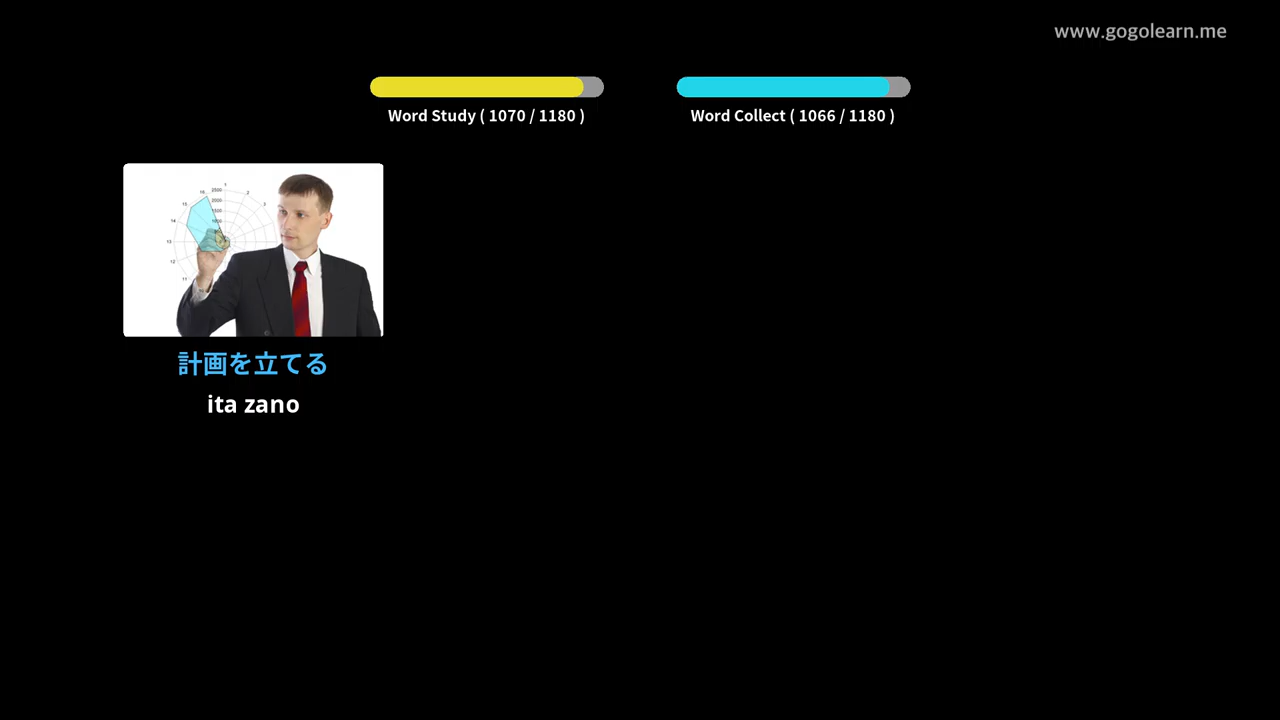 www.gogolearn.me
Word Study ( 1070 / 1180 )
Word Collect ( 1066 / 1180 )
計画を立てる
ita zano